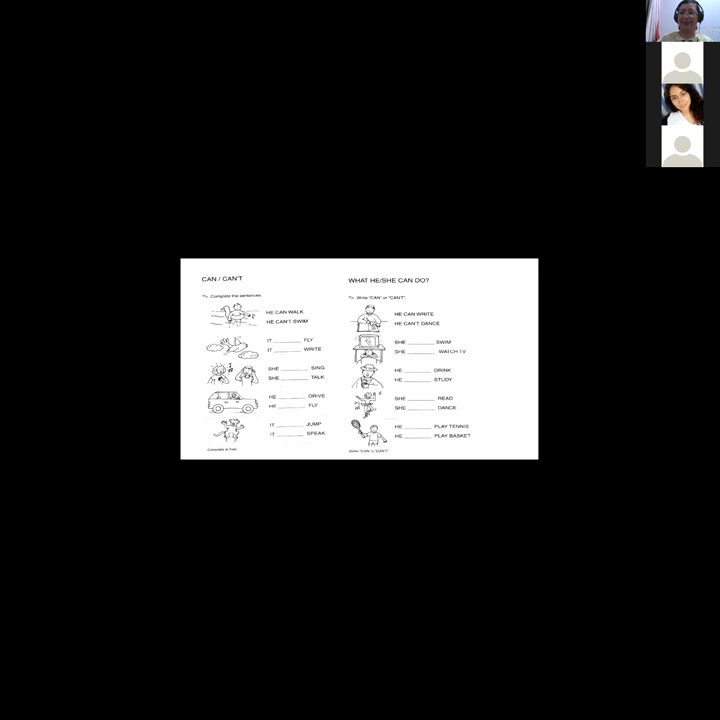 CAN / CAN'T
Complete the sentences.
HE CAN WALK
HE CAN'T SWIM
IT ________ FLY
IT ________ WRITE
SHE ________ SING
SHE ________ TALK
HE ________ DRIVE
HE ________ FLY
IT ________ JUMP
IT ________ SPEAK
WHAT HE/SHE CAN DO?
Write "CAN" or "CAN'T".
HE CAN WRITE
HE CAN'T DANCE
SHE ________ SWIM
SHE ________ WATCH TV
HE ________ DRINK
HE ________ STUDY
SHE ________ READ
SHE ________ DANCE
HE ________ PLAY TENNIS
HE ________ PLAY BASKET